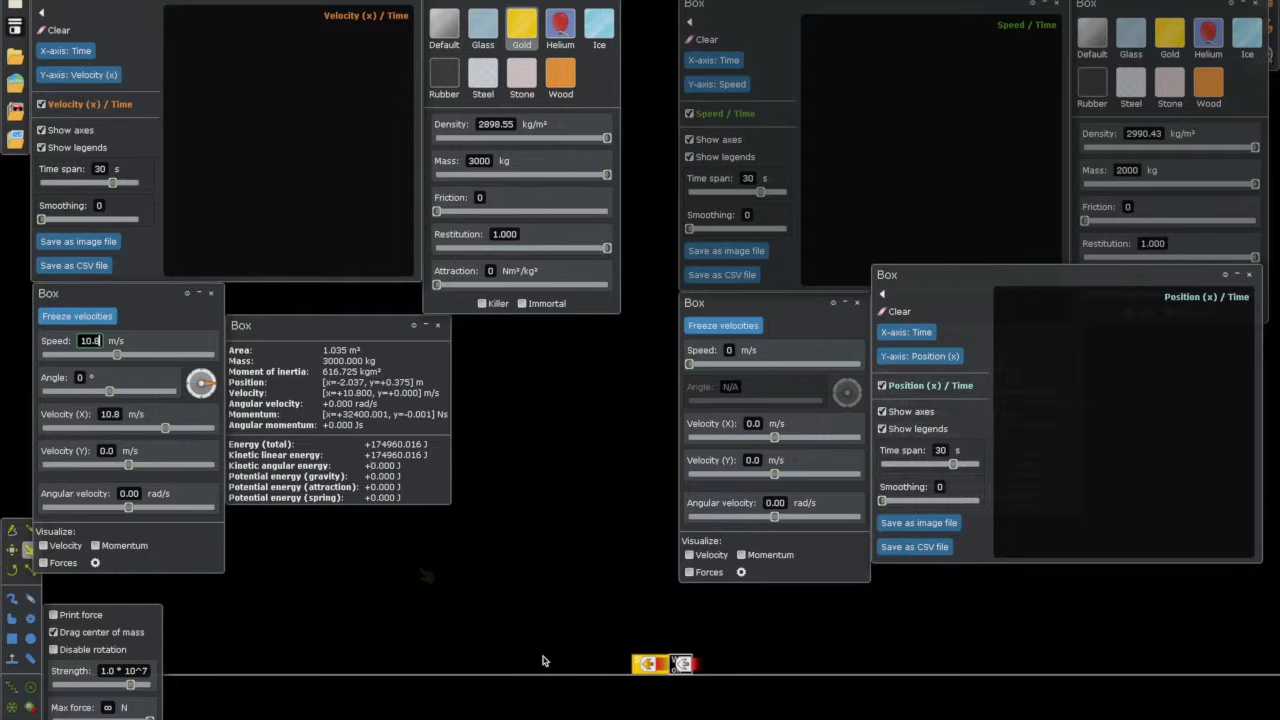 Clear
X-axis: Time
Y-axis: Velocity (x)
Velocity (x) / Time
Show axes
Show legends
Time span: 30 s
Smoothing: 0
Save as image file
Save as CSV file
Velocity (x) / Time
Default Glass Gold Helium Ice
Rubber Steel Stone Wood
Density: 2898.55 kg/m²
Mass: 3000 kg
Friction: 0
Restitution: 1.000
Attraction: 0 Nm²/kg²
Killer Immortal
Box
Clear
X-axis: Time
Y-axis: Speed
Speed / Time
Show axes
Show legends
Time span: 30 s
Smoothing: 0
Save as image file
Save as CSV file
Speed / Time
Box
Default Glass Gold Helium Ice
Rubber Steel Stone Wood
Density: 2990.43 kg/m²
Mass: 2000 kg
Friction: 0
Restitution: 1.000
Box
Freeze velocities
Speed: 10.8 m/s
Angle: 0 °
Velocity (X): 10.8 m/s
Velocity (Y): 0.0 m/s
Angular velocity: 0.00 rad/s
Visualize:
Velocity Momentum
Forces
Box
Area: 1.035 m²
Mass: 3000.000 kg
Moment of inertia: 616.725 kgm²
Position: [x=-2.037, y=+0.375] m
Velocity: [x=+10.800, y=+0.000] m/s
Angular velocity: +0.000 rad/s
Momentum: [x=+32400.001, y=-0.001] Ns
Angular momentum: +0.000 Js
Energy (total): +174960.016 J
Kinetic linear energy: +174960.016 J
Kinetic angular energy: +0.000 J
Potential energy (gravity): +0.000 J
Potential energy (attraction): +0.000 J
Potential energy (spring): +0.000 J
Box
Freeze velocities
Speed: 0 m/s
Angle: N/A
Velocity (X): 0.0 m/s
Velocity (Y): 0.0 m/s
Angular velocity: 0.00 rad/s
Visualize:
Velocity Momentum
Forces
Box
Clear
X-axis: Time
Y-axis: Position (x)
Position (x) / Time
Show axes
Show legends
Time span: 30 s
Smoothing: 0
Save as image file
Save as CSV file
Position (x) / Time
Print force
Drag center of mass
Disable rotation
Strength: 1.0 * 10^7
Max force: ∞ N